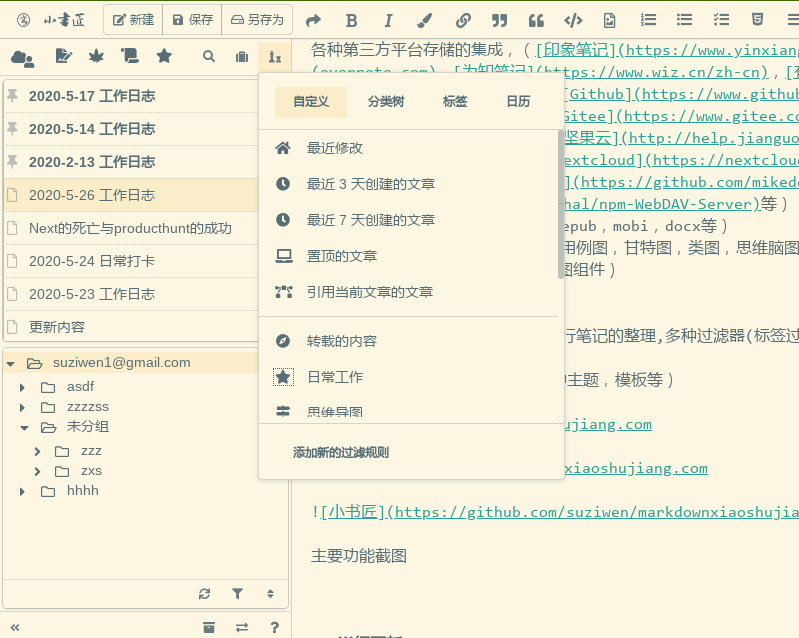 小书匠 新建 保存 另存为
2020-5-17 工作日志
2020-5-14 工作日志
2020-2-13 工作日志
2020-5-26 工作日志
Next的死亡与producthunt的成功
2020-5-24 日常打卡
2020-5-23 工作日志
更新内容
suziwen1@gmail.com
asdf
zzzzss
未分组
zzz
zxs
hhhh
自定义 分类树 标签 日历
最近修改
最近 3 天创建的文章
最近 7 天创建的文章
置顶的文章
引用当前文章的文章
转载的内容
日常工作
思维导图
添加新的过滤规则
各种第三方平台存储的集成，（[印象笔记](https://www.yinxiang
(evernote.com)，[为知笔记](https://www.wiz.cn/zh-cn)，[有
[Github](https://www.github
Gitee](https://www.gitee.co
坚果云](http://help.jianguo
extcloud](https://nextclou
](https://github.com/miked
hal/npm-WebDAV-Server)等）
epub，mobi，docx等）
用例图，甘特图，类图，思维脑图
图组件）
行笔记的整理,多种过滤器(标签过
主题，模板等）
ujiang.com
xiaoshujiang.com
![小书匠](https://github.com/suziwen/markdownxiaoshujia
主要功能截图